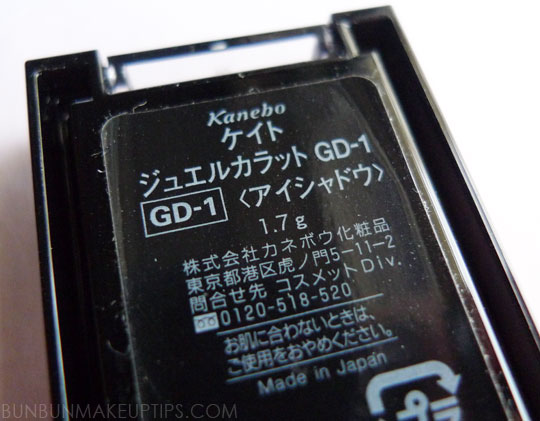 Kanebo
ケイト
ジュエルカラット GD-1
GD-1 〈アイシャドウ〉
1.7g
株式会社カネボウ化粧品
東京都港区虎ノ門5-11-2
問合せ先 コスメットDiv.
0120-518-520
お肌に合わないときは、
ご使用をおやめください。
Made in Japan
プラ
BUNBUNMAKEUPTIPS.COM